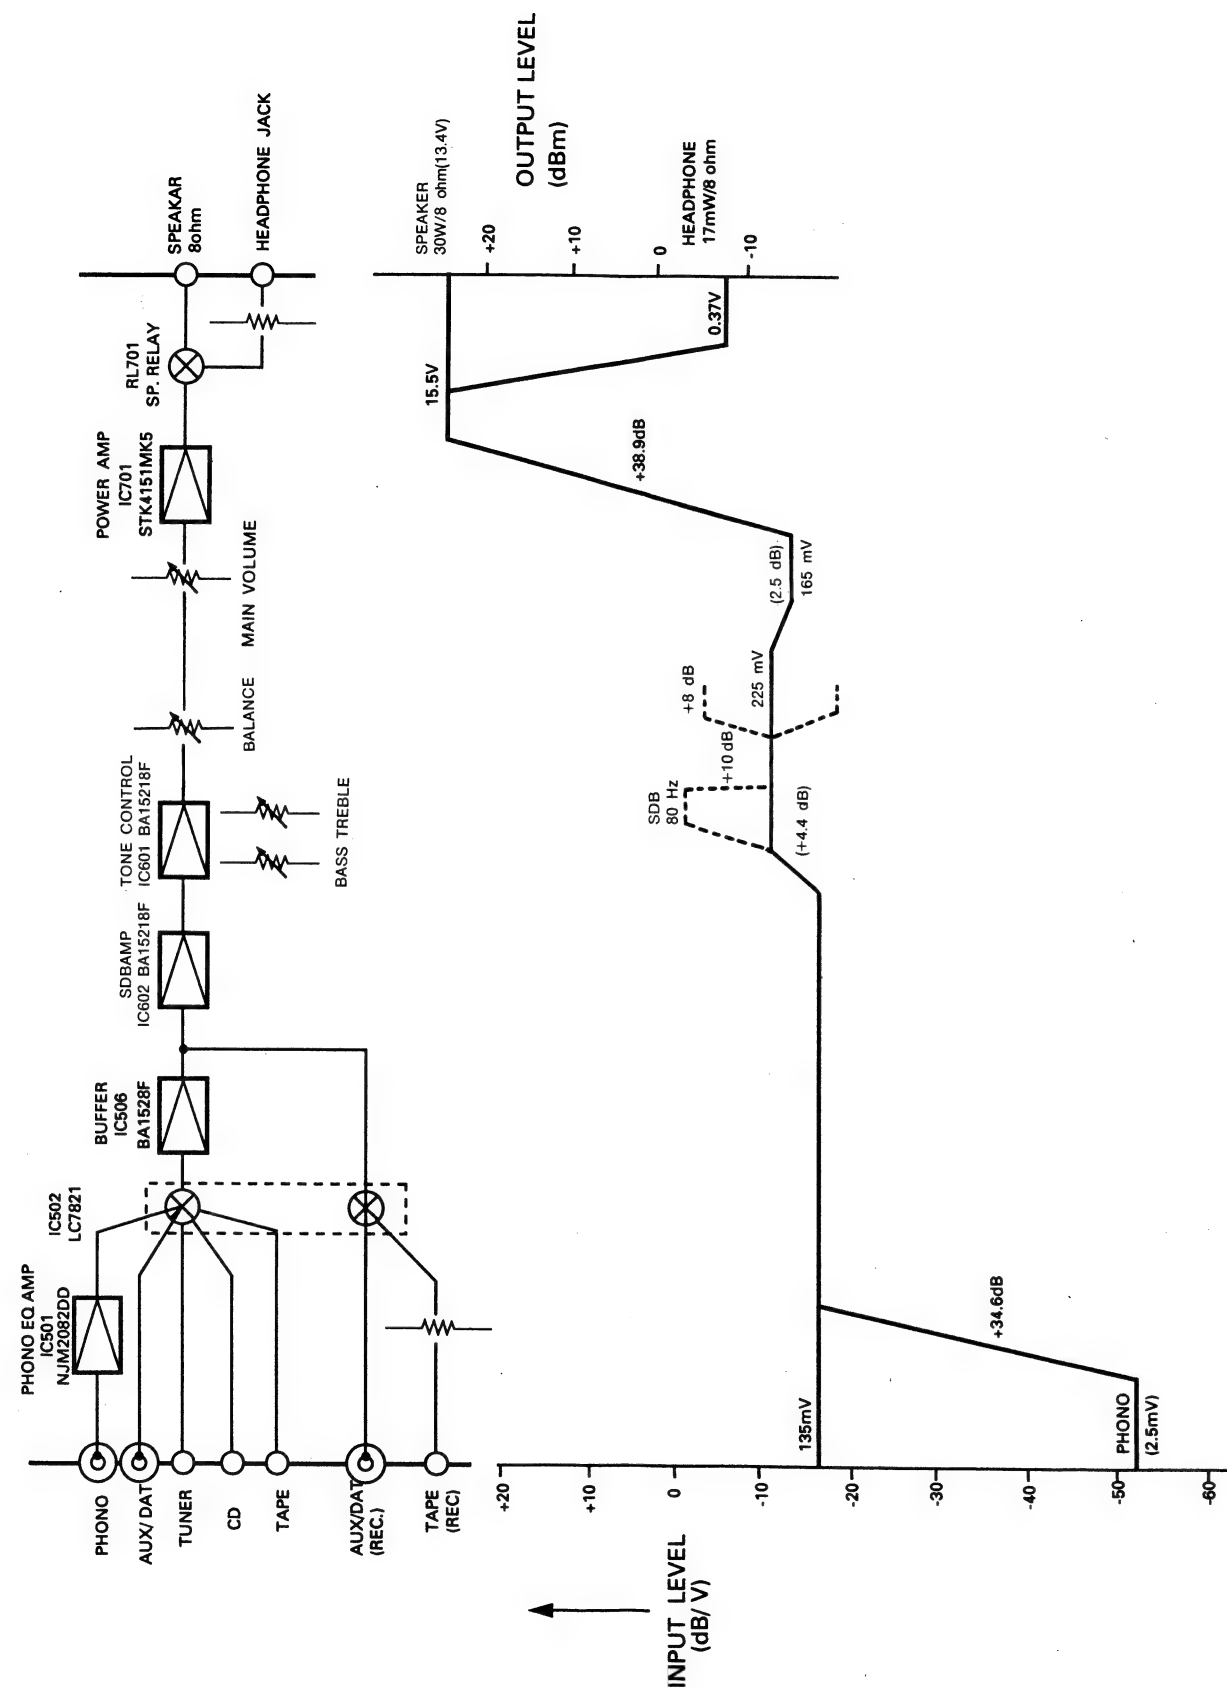 PHONO EQ AMP
IC501
NJM2082DD
IC502
LC7821
BUFFER
IC506
BA1528F
SDBAMP
IC602 BA15218F
TONE CONTROL
IC601 BA15218F
BASS TREBLE
BALANCE
MAIN VOLUME
POWER AMP
IC701
STK4151MK5
RL701
SP. RELAY
SPEAKAR
8ohm
HEADPHONE JACK
PHONO
AUX/ DAT
TUNER
CD
TAPE
AUX/DAT
(REC.)
TAPE
(REC)
INPUT LEVEL
(dB/ V)
+20
+10
0
-10
-20
-30
-40
-50
-60
135mV
PHONO
(2.5mV)
+34.6dB
SDB
80 Hz
(+4.4 dB)
+10 dB
+8 dB
225 mV
(2.5 dB)
165 mV
+38.9dB
15.5V
0.37V
SPEAKER
30W/8 ohm(13.4V)
+20
+10
0
-10
HEADPHONE
17mW/8 ohm
OUTPUT LEVEL
(dBm)